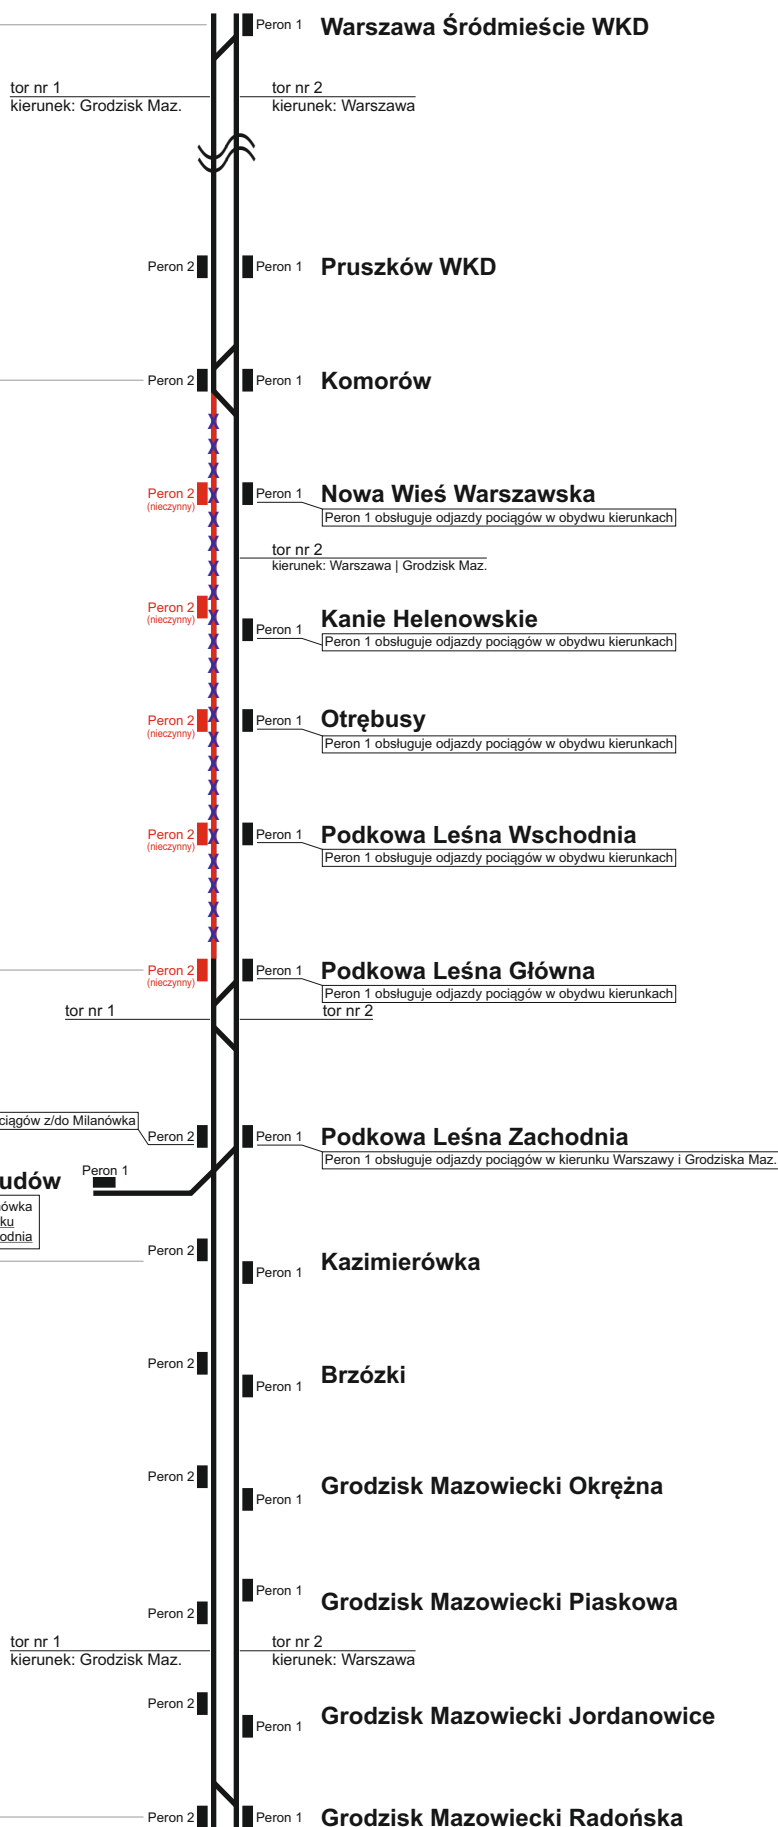 Peron 1 Warszawa Śródmieście WKD
tor nr 1
kierunek: Grodzisk Maz.
tor nr 2
kierunek: Warszawa
Peron 2 Peron 1 Pruszków WKD
Peron 2 Peron 1 Komorów
Peron 2
(nieczynny)
Peron 1 Nowa Wieś Warszawska
Peron 1 obsługuje odjazdy pociągów w obydwu kierunkach
tor nr 2
kierunek: Warszawa | Grodzisk Maz.
Peron 2
(nieczynny)
Peron 1 Kanie Helenowskie
Peron 1 obsługuje odjazdy pociągów w obydwu kierunkach
Peron 2
(nieczynny)
Peron 1 Otrębusy
Peron 1 obsługuje odjazdy pociągów w obydwu kierunkach
Peron 2
(nieczynny)
Peron 1 Podkowa Leśna Wschodnia
Peron 1 obsługuje odjazdy pociągów w obydwu kierunkach
Peron 2
(nieczynny)
Peron 1 Podkowa Leśna Główna
Peron 1 obsługuje odjazdy pociągów w obydwu kierunkach
tor nr 1 tor nr 2
ciągów z/do Milanówka
Peron 2 Peron 1 Podkowa Leśna Zachodnia
Peron 1 obsługuje odjazdy pociągów w kierunku Warszawy i Grodziska Maz.
udów Peron 1
ówka
ku
odnia
Peron 2 Peron 1 Kazimierówka
Peron 2 Peron 1 Brzózki
Peron 2 Peron 1 Grodzisk Mazowiecki Okrężna
Peron 2 Peron 1 Grodzisk Mazowiecki Piaskowa
tor nr 1
kierunek: Grodzisk Maz.
tor nr 2
kierunek: Warszawa
Peron 2 Peron 1 Grodzisk Mazowiecki Jordanowice
Peron 2 Peron 1 Grodzisk Mazowiecki Radońska